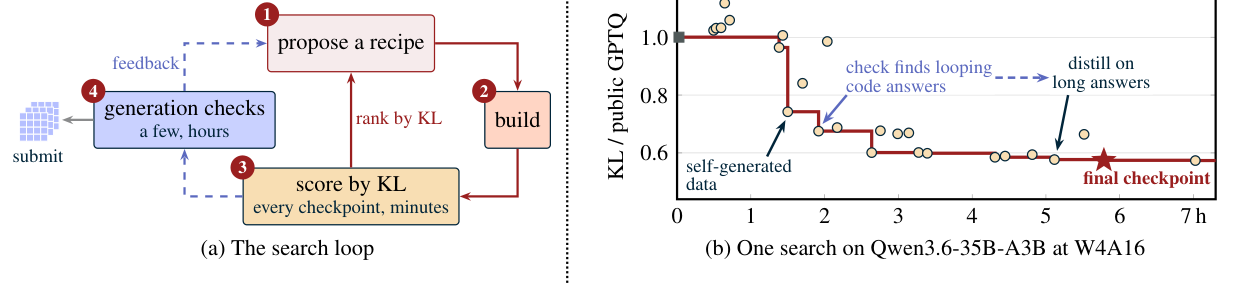 1
propose a recipe
feedback
4
generation checks
a few, hours
submit
rank by KL
2
build
3
score by KL
every checkpoint, minutes
(a) The search loop
KL / public GPTQ
1.0
0.8
0.6
check finds looping
code answers
distill on
long answers
self-generated
data
final checkpoint
0 1 2 3 4 5 6 7 h
(b) One search on Qwen3.6-35B-A3B at W4A16